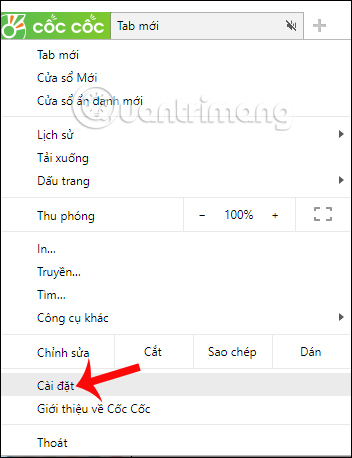 cốc cốc Tab mới
Tab mới
Cửa sổ Mới
Cửa sổ ẩn danh mới
Quantrimang
Lịch sử
Tải xuống
Dấu trang
Thu phóng − 100% +
In...
Truyền...
Tìm...
Công cụ khác
Chỉnh sửa Cắt Sao chép Dán
Cài đặt
Giới thiệu về Cốc Cốc
Thoát